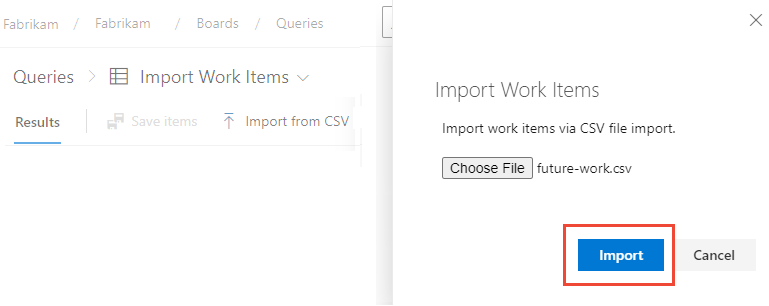 Fabrikam / Fabrikam / Boards / Queries
Queries > Import Work Items
Results Save items Import from CSV
Import Work Items
Import work items via CSV file import.
Choose File future-work.csv
Import Cancel